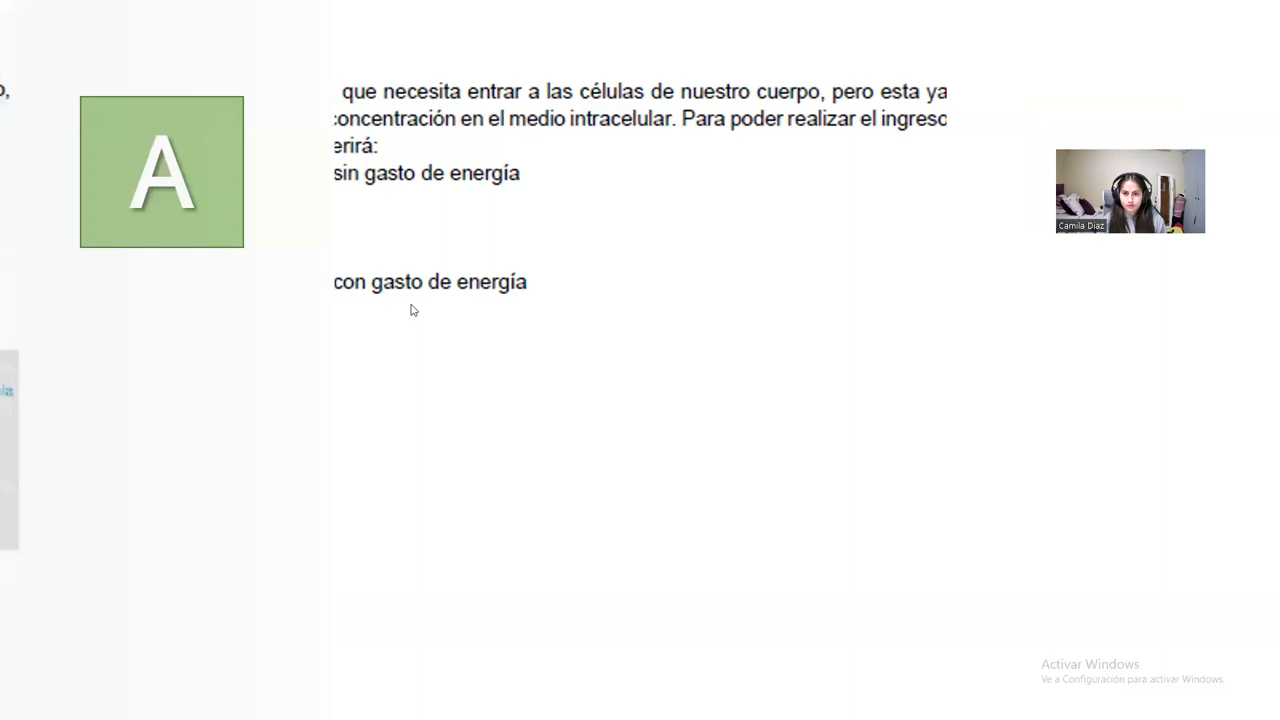 o,
que necesita entrar a las células de nuestro cuerpo, pero esta ya
concentración en el medio intracelular. Para poder realizar el ingreso
erirá:
sin gasto de energía
A
con gasto de energía
Camila Diaz
Activar Windows
Ve a Configuración para activar Windows.